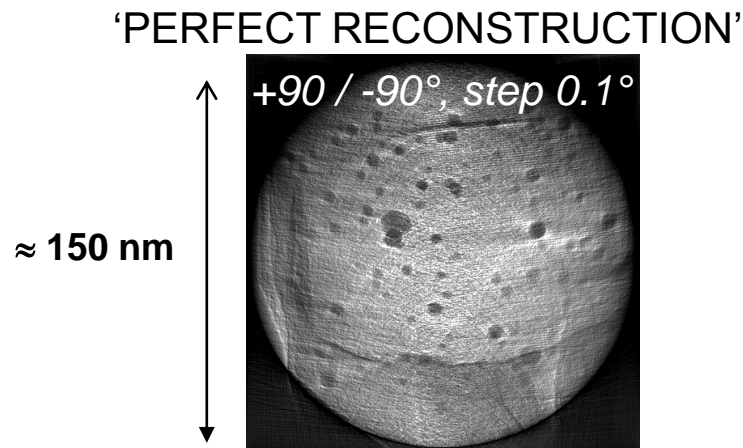 ‘PERFECT RECONSTRUCTION’
+90 / -90°, step 0.1°
≈ 150 nm